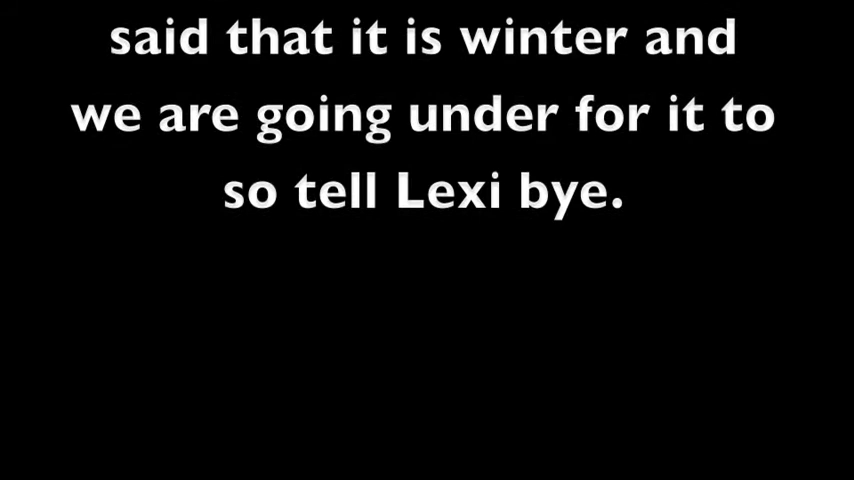 said that it is winter and
we are going under for it to
so tell Lexi bye.